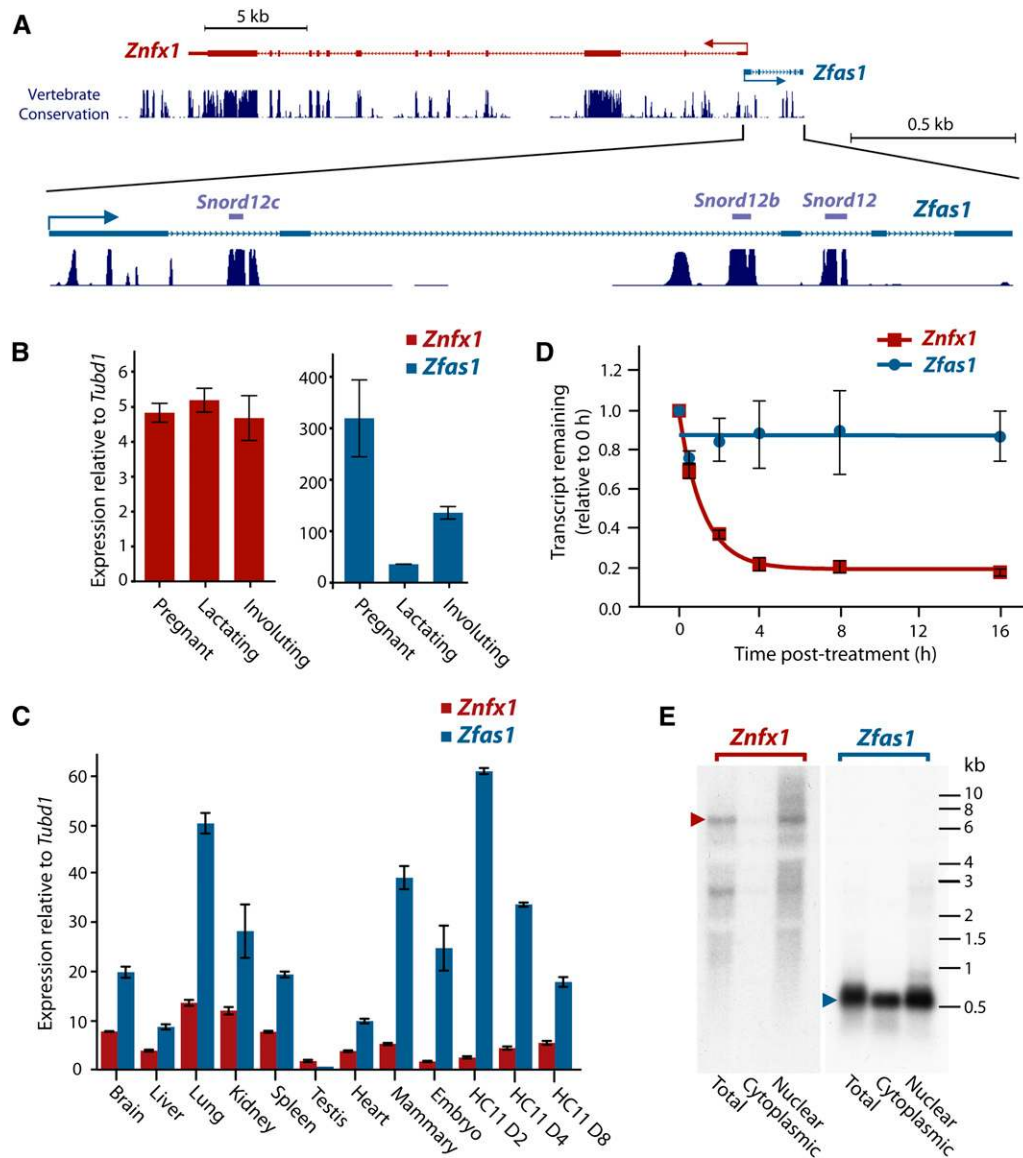 A
5 kb
Znfx1
Zfas1
Vertebrate
Conservation
0.5 kb
Snord12c
Snord12b
Snord12
Zfas1
B
Znfx1
Zfas1
Expression relative to Tubd1
6
5
4
3
2
1
0
Pregnant
Lactating
Involuting
400
300
200
100
0
Pregnant
Lactating
Involuting
D
Znfx1
Zfas1
Transcript remaining
(relative to 0 h)
1.2
1.0
0.8
0.6
0.4
0.2
0.0
0
4
8
12
16
Time post-treatment (h)
C
Znfx1
Zfas1
Expression relative to Tubd1
60
50
40
30
20
10
0
Brain
Liver
Lung
Kidney
Spleen
Testis
Heart
Mammary
Embryo
HC11 D2
HC11 D4
HC11 D8
E
Znfx1
Zfas1
kb
10
8
6
4
3
2
1.5
1
0.5
Total
Cytoplasmic
Nuclear
Total
Cytoplasmic
Nuclear